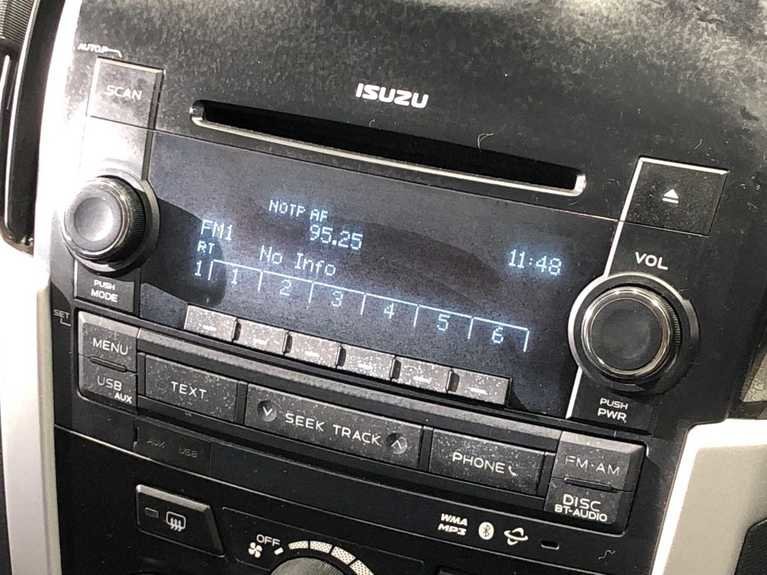 AUTO.P
SCAN
ISUZU
NOTP AF
FM1 95.25 11:48
RT No Info
1 1 2 3 4 5 6
VOL
PUSH
MODE
PUSH
PWR
SET
MENU
USB
AUX
TEXT
SEEK TRACK
PHONE
FM·AM
DISC
BT-AUDIO
AUX USB
WMA
MP3
OFF